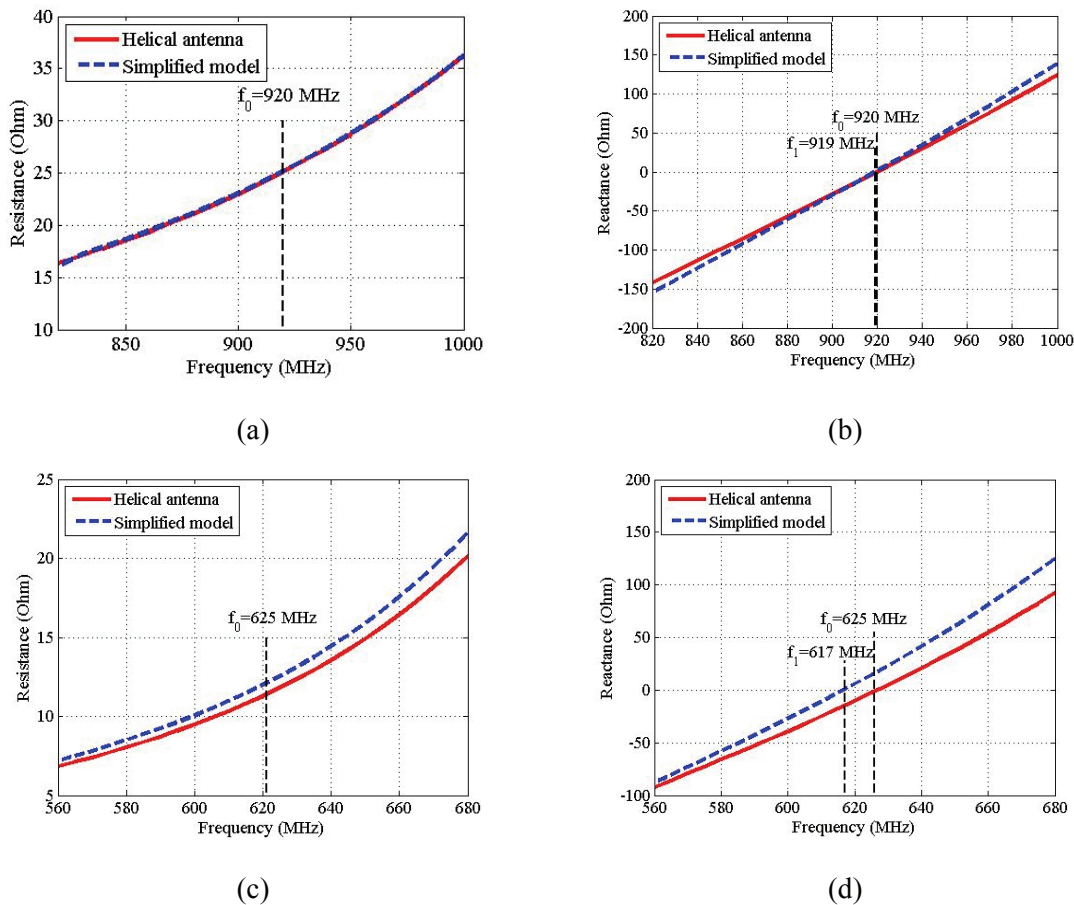 40
35
30
25
20
15
10
Resistance (Ohm)
Helical antenna
Simplified model
f0=920 MHz
850 900 950 1000
Frequency (MHz)
(a)
200
150
100
50
0
-50
-100
-150
-200
Reactance (Ohm)
Helical antenna
Simplified model
f0=920 MHz
f1=919 MHz
820 840 860 880 900 920 940 960 980 1000
Frequency (MHz)
(b)
25
20
15
10
5
Resistance (Ohm)
Helical antenna
Simplified model
f0=625 MHz
560 580 600 620 640 660 680
Frequency (MHz)
(c)
200
150
100
50
0
-50
-100
Reactance (Ohm)
Helical antenna
Simplified model
f0=625 MHz
f1=617 MHz
560 580 600 620 640 660 680
Frequency (MHz)
(d)